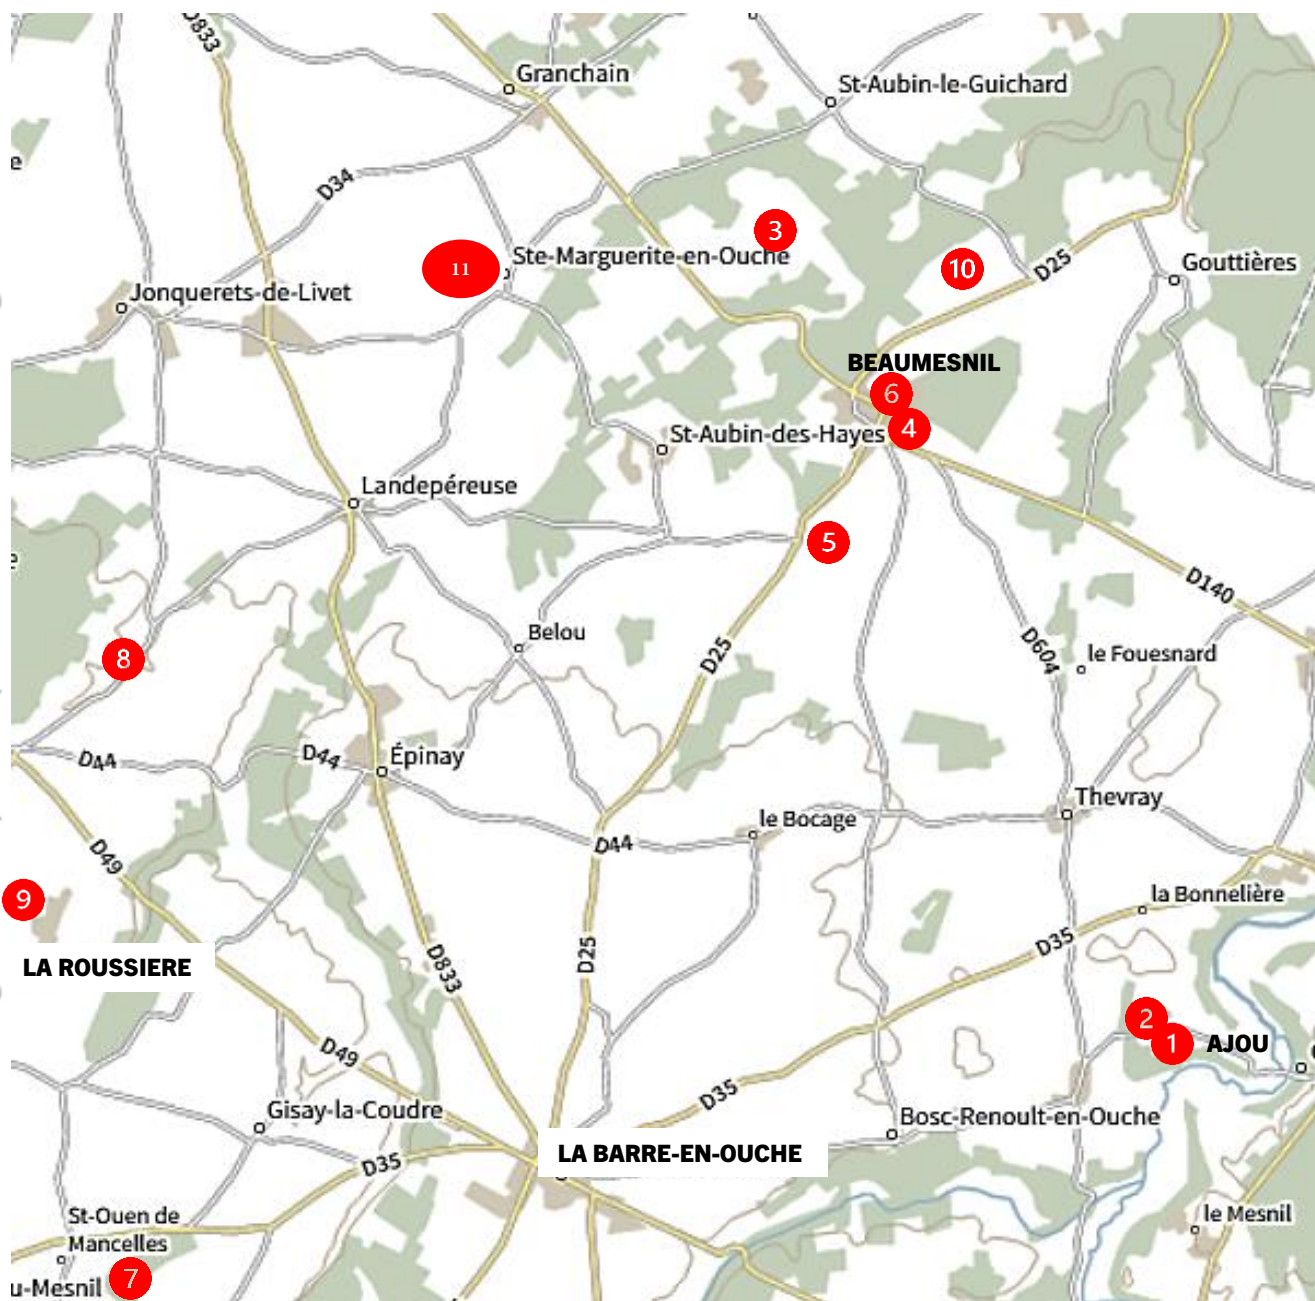 D833
Granchain
St-Aubin-le-Guichard
e
D34
3
Ste-Marguerite-en-Ouche
11
10
D25
Gouttières
Jonquerets-de-Livet
BEAUMESNIL
6
4
St-Aubin-des-Hayes
Landepéreuse
5
e
D140
Belou
D25
D604
le Fouesnard
8
D44
D44
Épinay
Thevray
le Bocage
D44
D49
9
la Bonnelière
D35
D25
D833
LA ROUSSIERE
2
1
AJOU
D49
D35
Gisay-la-Coudre
Bosc-Renoult-en-Ouche
LA BARRE-EN-OUCHE
D35
St-Ouen de
Mancelles
le Mesnil
u-Mesnil
7